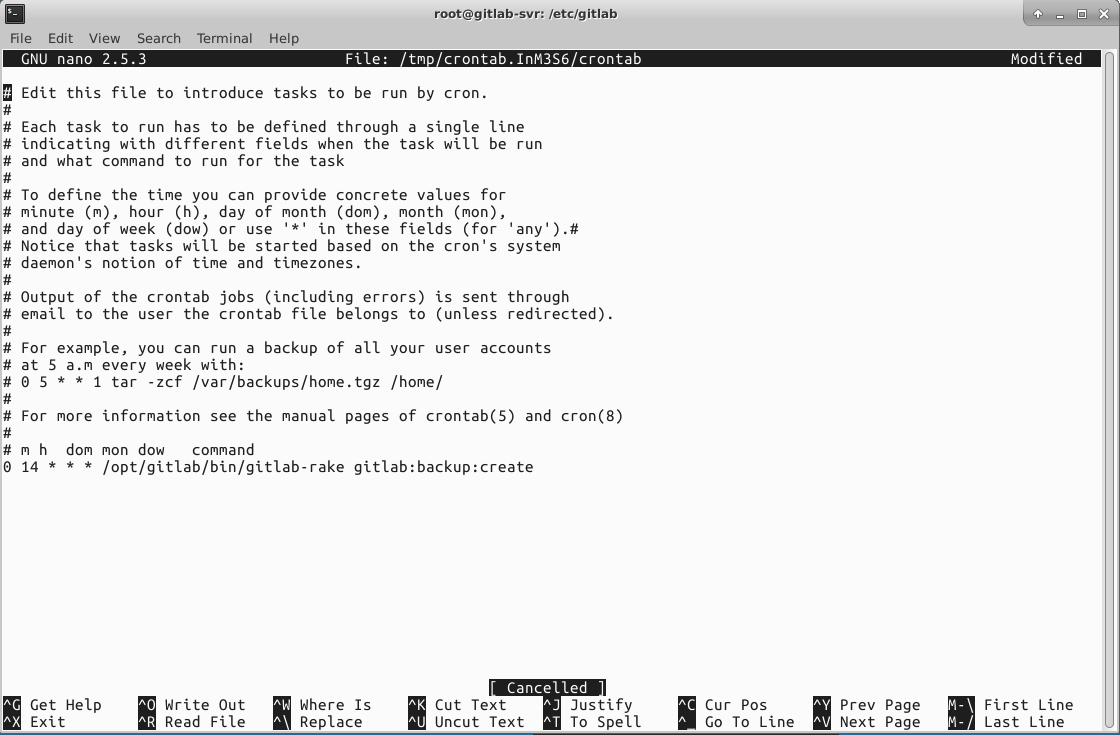 root@gitlab-svr: /etc/gitlab
File Edit View Search Terminal Help
GNU nano 2.5.3 File: /tmp/crontab.InM3S6/crontab Modified
# Edit this file to introduce tasks to be run by cron.
#
# Each task to run has to be defined through a single line
# indicating with different fields when the task will be run
# and what command to run for the task
#
# To define the time you can provide concrete values for
# minute (m), hour (h), day of month (dom), month (mon),
# and day of week (dow) or use '*' in these fields (for 'any').#
# Notice that tasks will be started based on the cron's system
# daemon's notion of time and timezones.
#
# Output of the crontab jobs (including errors) is sent through
# email to the user the crontab file belongs to (unless redirected).
#
# For example, you can run a backup of all your user accounts
# at 5 a.m every week with:
# 0 5 * * 1 tar -zcf /var/backups/home.tgz /home/
#
# For more information see the manual pages of crontab(5) and cron(8)
#
# m h  dom mon dow   command
0 14 * * * /opt/gitlab/bin/gitlab-rake gitlab:backup:create
[ Cancelled ]
^G Get Help ^O Write Out ^W Where Is ^K Cut Text ^J Justify ^C Cur Pos ^Y Prev Page M-\ First Line
^X Exit ^R Read File ^\ Replace ^U Uncut Text ^T To Spell ^_ Go To Line ^V Next Page M-/ Last Line